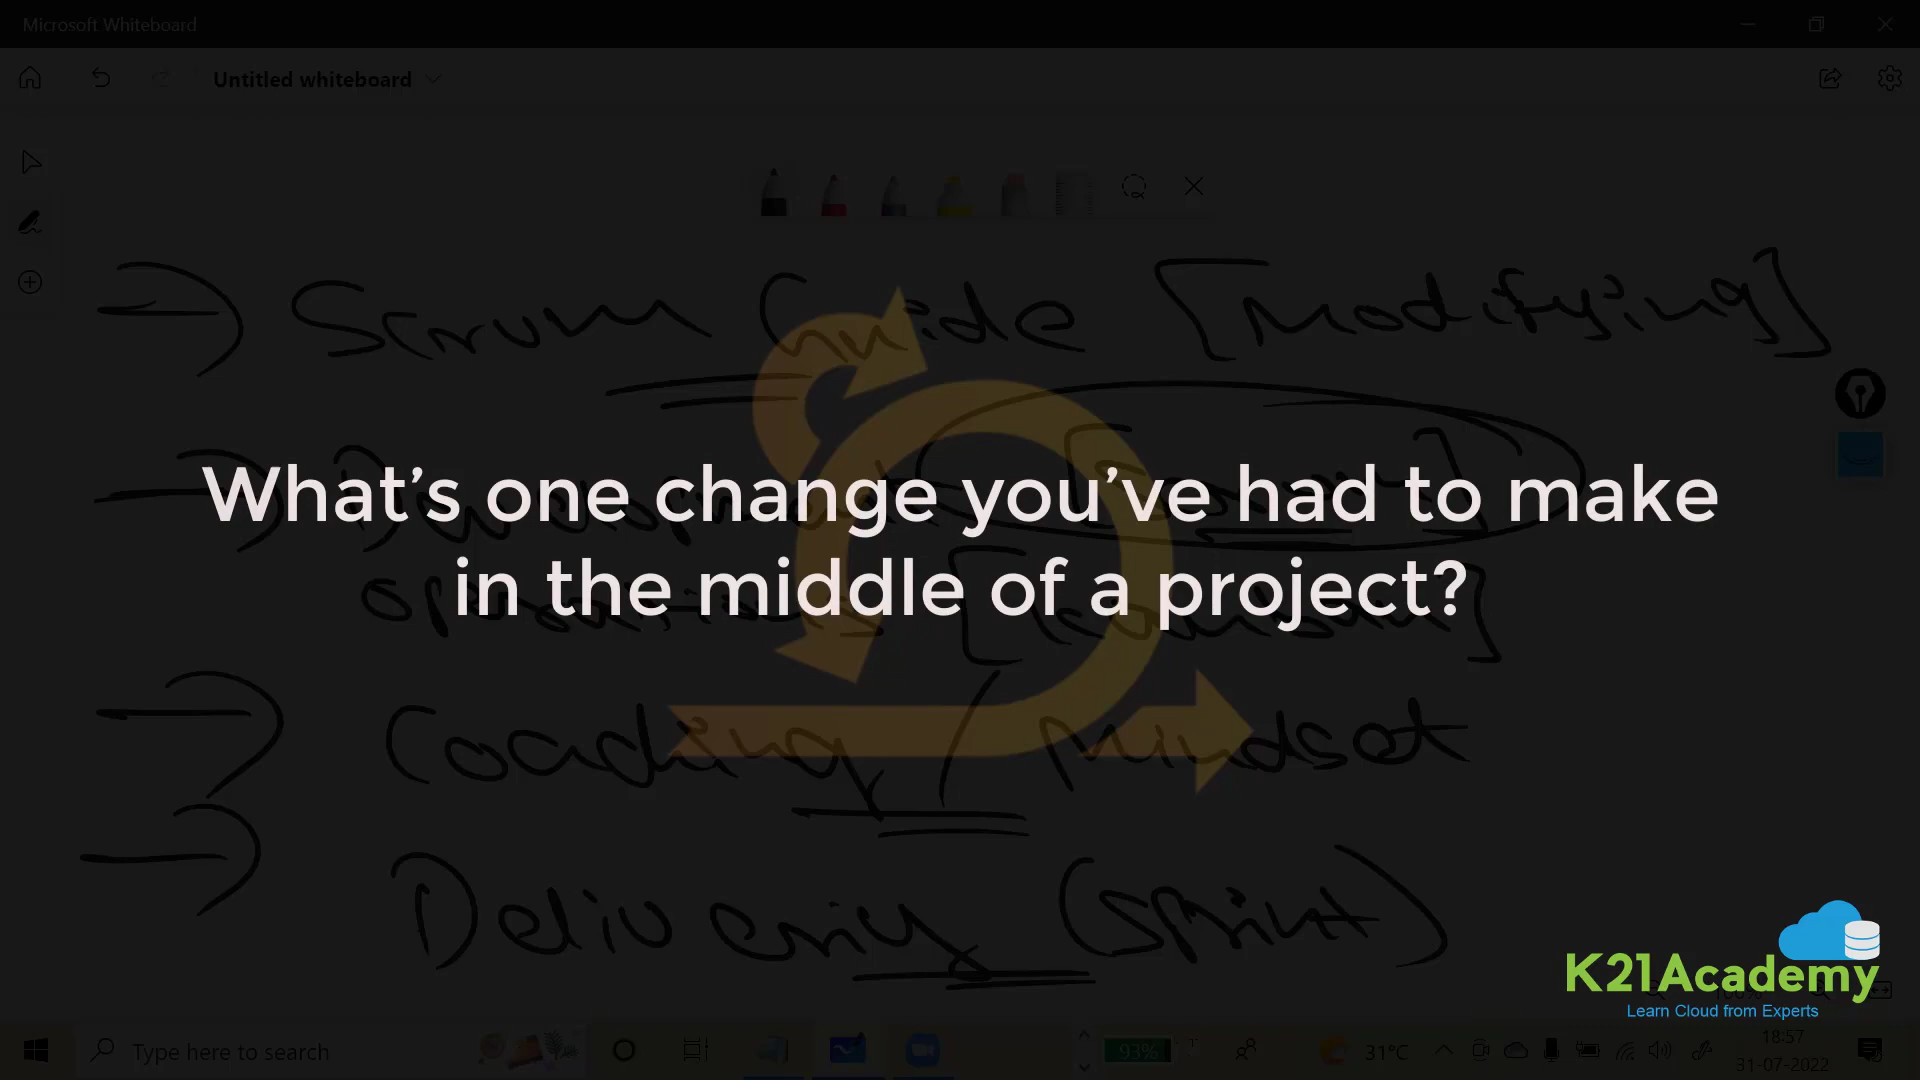 Microsoft Whiteboard
Untitled whiteboard
Scrum Guide [Modifying]
What's one change you've had to make
in the middle of a project?
Coaching / Mindset
Delivery (Sprint)
K21Academy
Learn Cloud from Experts
100%
Type here to search
93%
31°C
18:57
31-07-2022